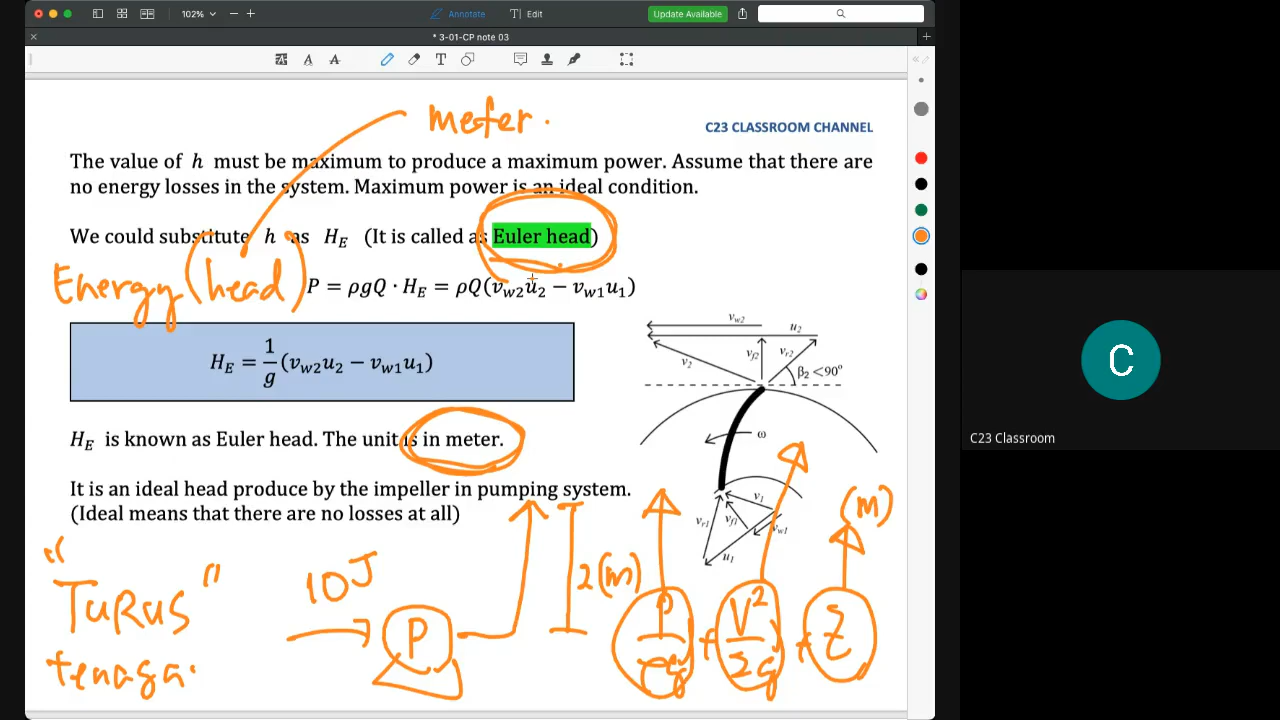 102%
Annotate
Edit
Update Available
* 3-01-CP note 03
meter.
C23 CLASSROOM CHANNEL
The value of h must be maximum to produce a maximum power. Assume that there are
no energy losses in the system. Maximum power is an ideal condition.
We could substitute h as H_E (It is called as Euler head)
Energy (head)
P = ρgQ · H_E = ρQ(v_w2 u_2 − v_w1 u_1)
H_E = 1/g (v_w2 u_2 − v_w1 u_1)
v_w2
u_2
v_2
v_f2
v_r2
β_2 <90°
ω
H_E is known as Euler head. The unit is in meter.
It is an ideal head produce by the impeller in pumping system.
(Ideal means that there are no losses at all)
v_1
v_r1
v_f1
v_w1
u_1
(m)
"TURUS"
tenaga.
10J
P
2(m)
P/ρg + V²/2g + Z
C
C23 Classroom